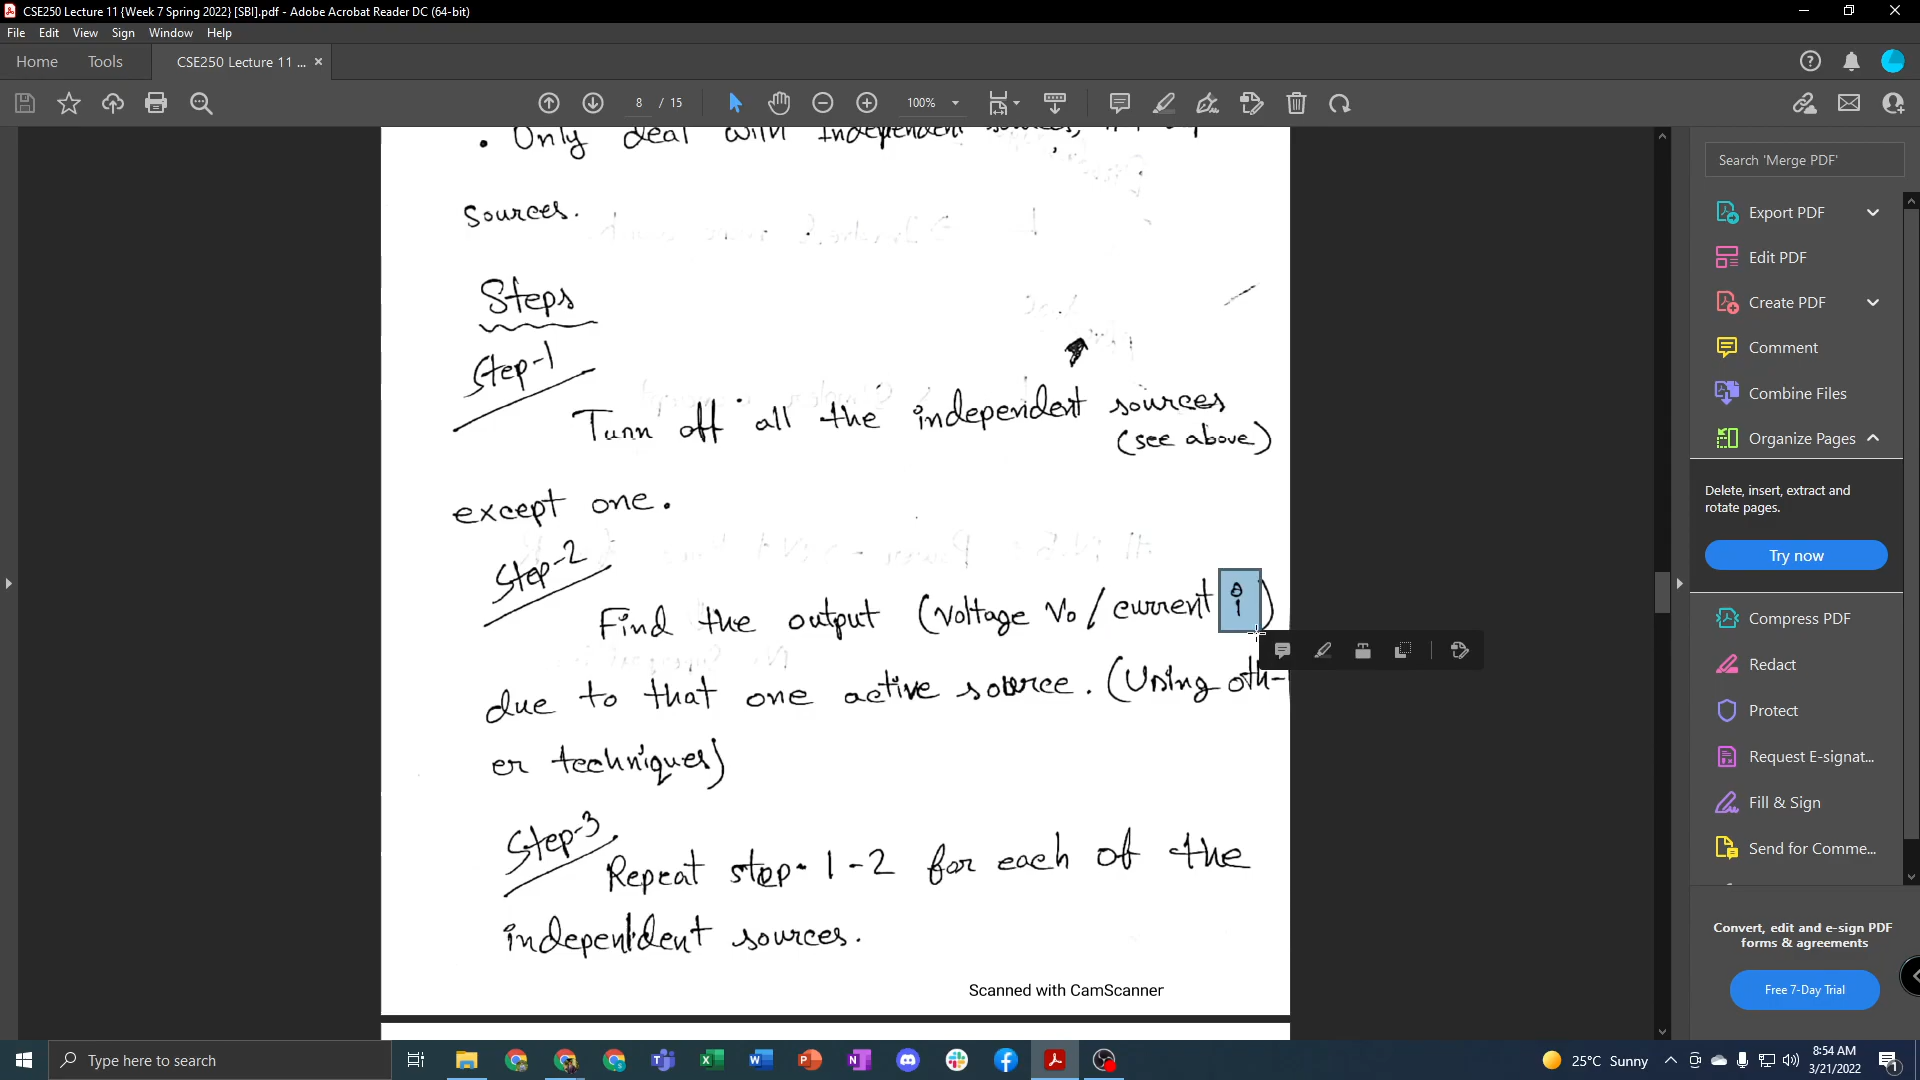 CSE250 Lecture 11 {Week 7 Spring 2022} [SBI].pdf - Adobe Acrobat Reader DC (64-bit)
File Edit View Sign Window Help
Home Tools CSE250 Lecture 11 ... ×
8 / 15 100%
• Only deal with independent sources,
sources.
Steps
Step-1
Turn off all the independent sources
(see above)
except one.
Step-2
Find the output (voltage Vo/current i)
due to that one active source. (Using oth-
er techniques)
Step-3
Repeat step-1-2 for each of the
independent sources.
Scanned with CamScanner
Search 'Merge PDF'
Export PDF
Edit PDF
Create PDF
Comment
Combine Files
Organize Pages
Delete, insert, extract and
rotate pages.
Try now
Compress PDF
Redact
Protect
Request E-signat...
Fill & Sign
Send for Comme...
Convert, edit and e-sign PDF
forms & agreements
Free 7-Day Trial
Type here to search
25°C Sunny
8:54 AM
3/21/2022
1